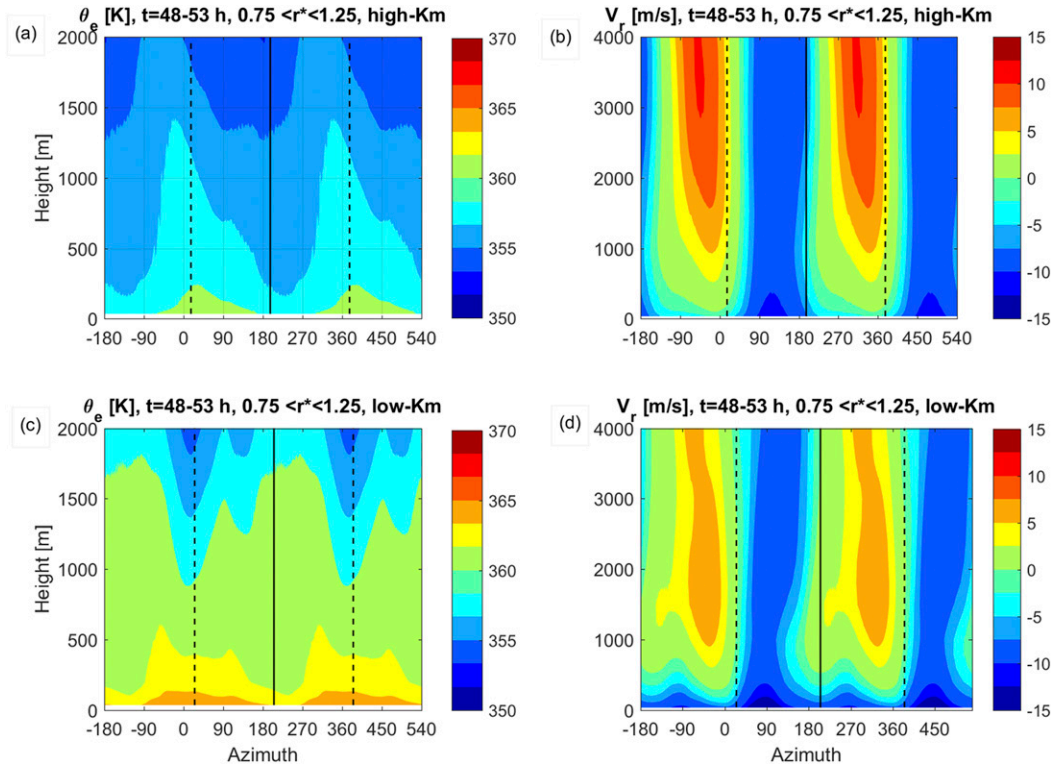 (a)
θe [K], t=48-53 h, 0.75 <r*<1.25, high-Km
2000
1500
1000
500
0
Height [m]
-180 -90 0 90 180 270 360 450 540
370
365
360
355
350
(b)
Vr [m/s], t=48-53 h, 0.75 <r*<1.25, high-Km
4000
3000
2000
1000
0
-180 -90 0 90 180 270 360 450 540
15
10
5
0
-5
-10
-15
(c)
θe [K], t=48-53 h, 0.75 <r*<1.25, low-Km
2000
1500
1000
500
0
Height [m]
-180 -90 0 90 180 270 360 450 540
Azimuth
370
365
360
355
350
(d)
Vr [m/s], t=48-53 h, 0.75 <r*<1.25, low-Km
4000
3000
2000
1000
0
-180 -90 0 90 180 270 360 450
Azimuth
15
10
5
0
-5
-10
-15